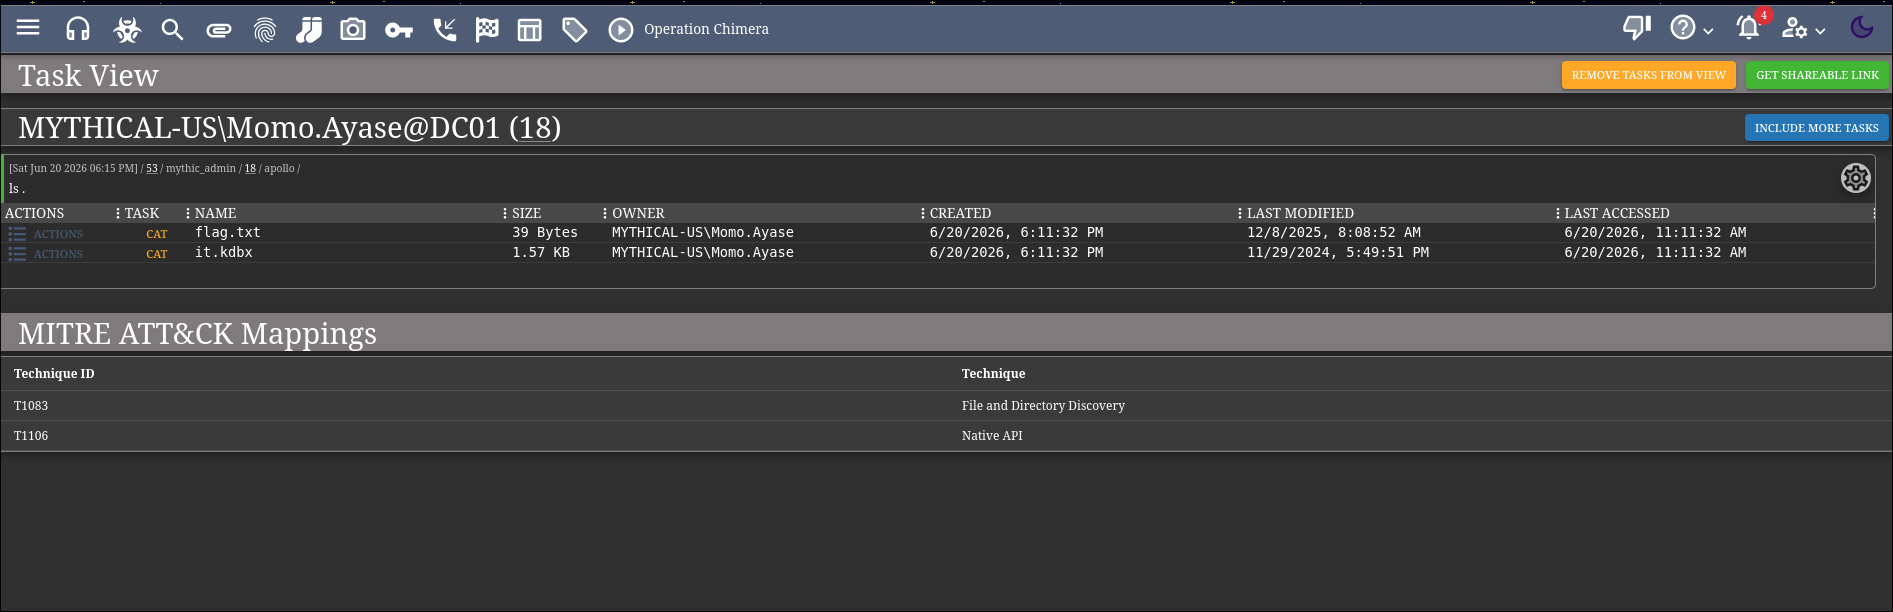 Operation Chimera 4
Task View REMOVE TASKS FROM VIEW GET SHAREABLE LINK
MYTHICAL-US\Momo.Ayase@DC01 (18) INCLUDE MORE TASKS
[Sat Jun 20 2026 06:15 PM] / 53 / mythic_admin / 18 / apollo /
ls .
ACTIONS TASK NAME SIZE OWNER CREATED LAST MODIFIED LAST ACCESSED
ACTIONS CAT flag.txt 39 Bytes MYTHICAL-US\Momo.Ayase 6/20/2026, 6:11:32 PM 12/8/2025, 8:08:52 AM 6/20/2026, 11:11:32 AM
ACTIONS CAT it.kdbx 1.57 KB MYTHICAL-US\Momo.Ayase 6/20/2026, 6:11:32 PM 11/29/2024, 5:49:51 PM 6/20/2026, 11:11:32 AM
MITRE ATT&CK Mappings
Technique ID Technique
T1083 File and Directory Discovery
T1106 Native API